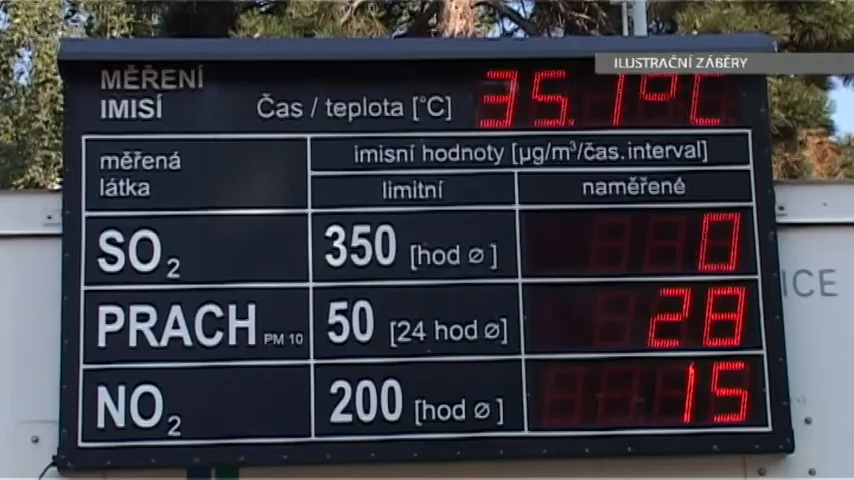 ILUSTRAČNÍ ZÁBĚRY
MĚŘENÍ
IMISÍ
Čas / teplota [°C] 35.1°C
měřená
látka
imisní hodnoty [µg/m³/čas.interval]
limitní naměřené
SO₂ 350 [hod ⌀] 0
PRACH PM 10 50 [24 hod ⌀] 28
NO₂ 200 [hod ⌀] 15
ICE